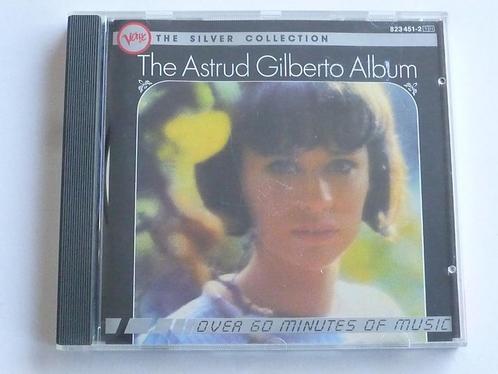 Verve THE SILVER COLLECTION 823 451-2
The Astrud Gilberto Album
OVER 60 MINUTES OF MUSIC